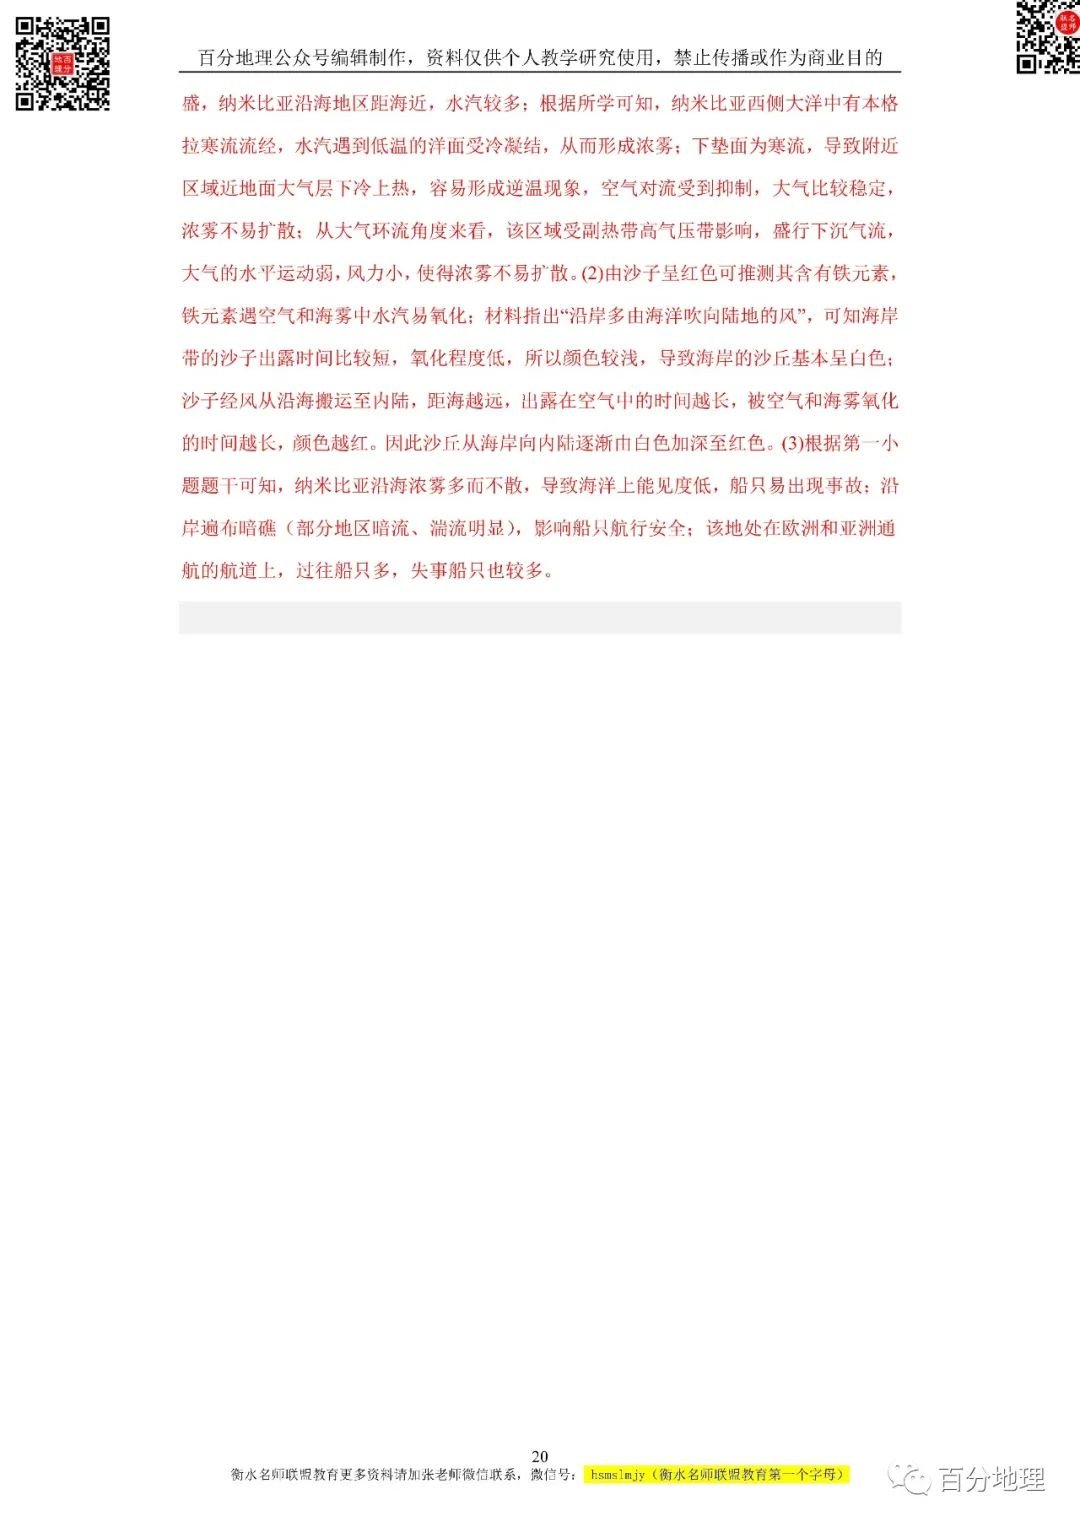 百分地理公众号编辑制作，资料仅供个人教学研究使用，禁止传播或作为商业目的
盛，纳米比亚沿海地区距海近，水汽较多；根据所学可知，纳米比亚西侧大洋中有本格
拉寒流流经，水汽遇到低温的洋面受冷凝结，从而形成浓雾；下垫面为寒流，导致附近
区域近地面大气层下冷上热，容易形成逆温现象，空气对流受到抑制，大气比较稳定，
浓雾不易扩散；从大气环流角度来看，该区域受副热带高气压带影响，盛行下沉气流，
大气的水平运动弱，风力小，使得浓雾不易扩散。(2)由沙子呈红色可推测其含有铁元素，
铁元素遇空气和海雾中水汽易氧化；材料指出“沿岸多由海洋吹向陆地的风”，可知海岸
带的沙子出露时间比较短，氧化程度低，所以颜色较浅，导致海岸的沙丘基本呈白色；
沙子经风从沿海搬运至内陆，距海越远，出露在空气中的时间越长，被空气和海雾氧化
的时间越长，颜色越红。因此沙丘从海岸向内陆逐渐由白色加深至红色。(3)根据第一小
题题干可知，纳米比亚沿海浓雾多而不散，导致海洋上能见度低，船只易出现事故；沿
岸遍布暗礁（部分地区暗流、湍流明显），影响船只航行安全；该地处在欧洲和亚洲通
航的航道上，过往船只多，失事船只也较多。
20
衡水名师联盟教育更多资料请加张老师微信联系，微信号：hsmslmjy（衡水名师联盟教育第一个字母）
百分地理